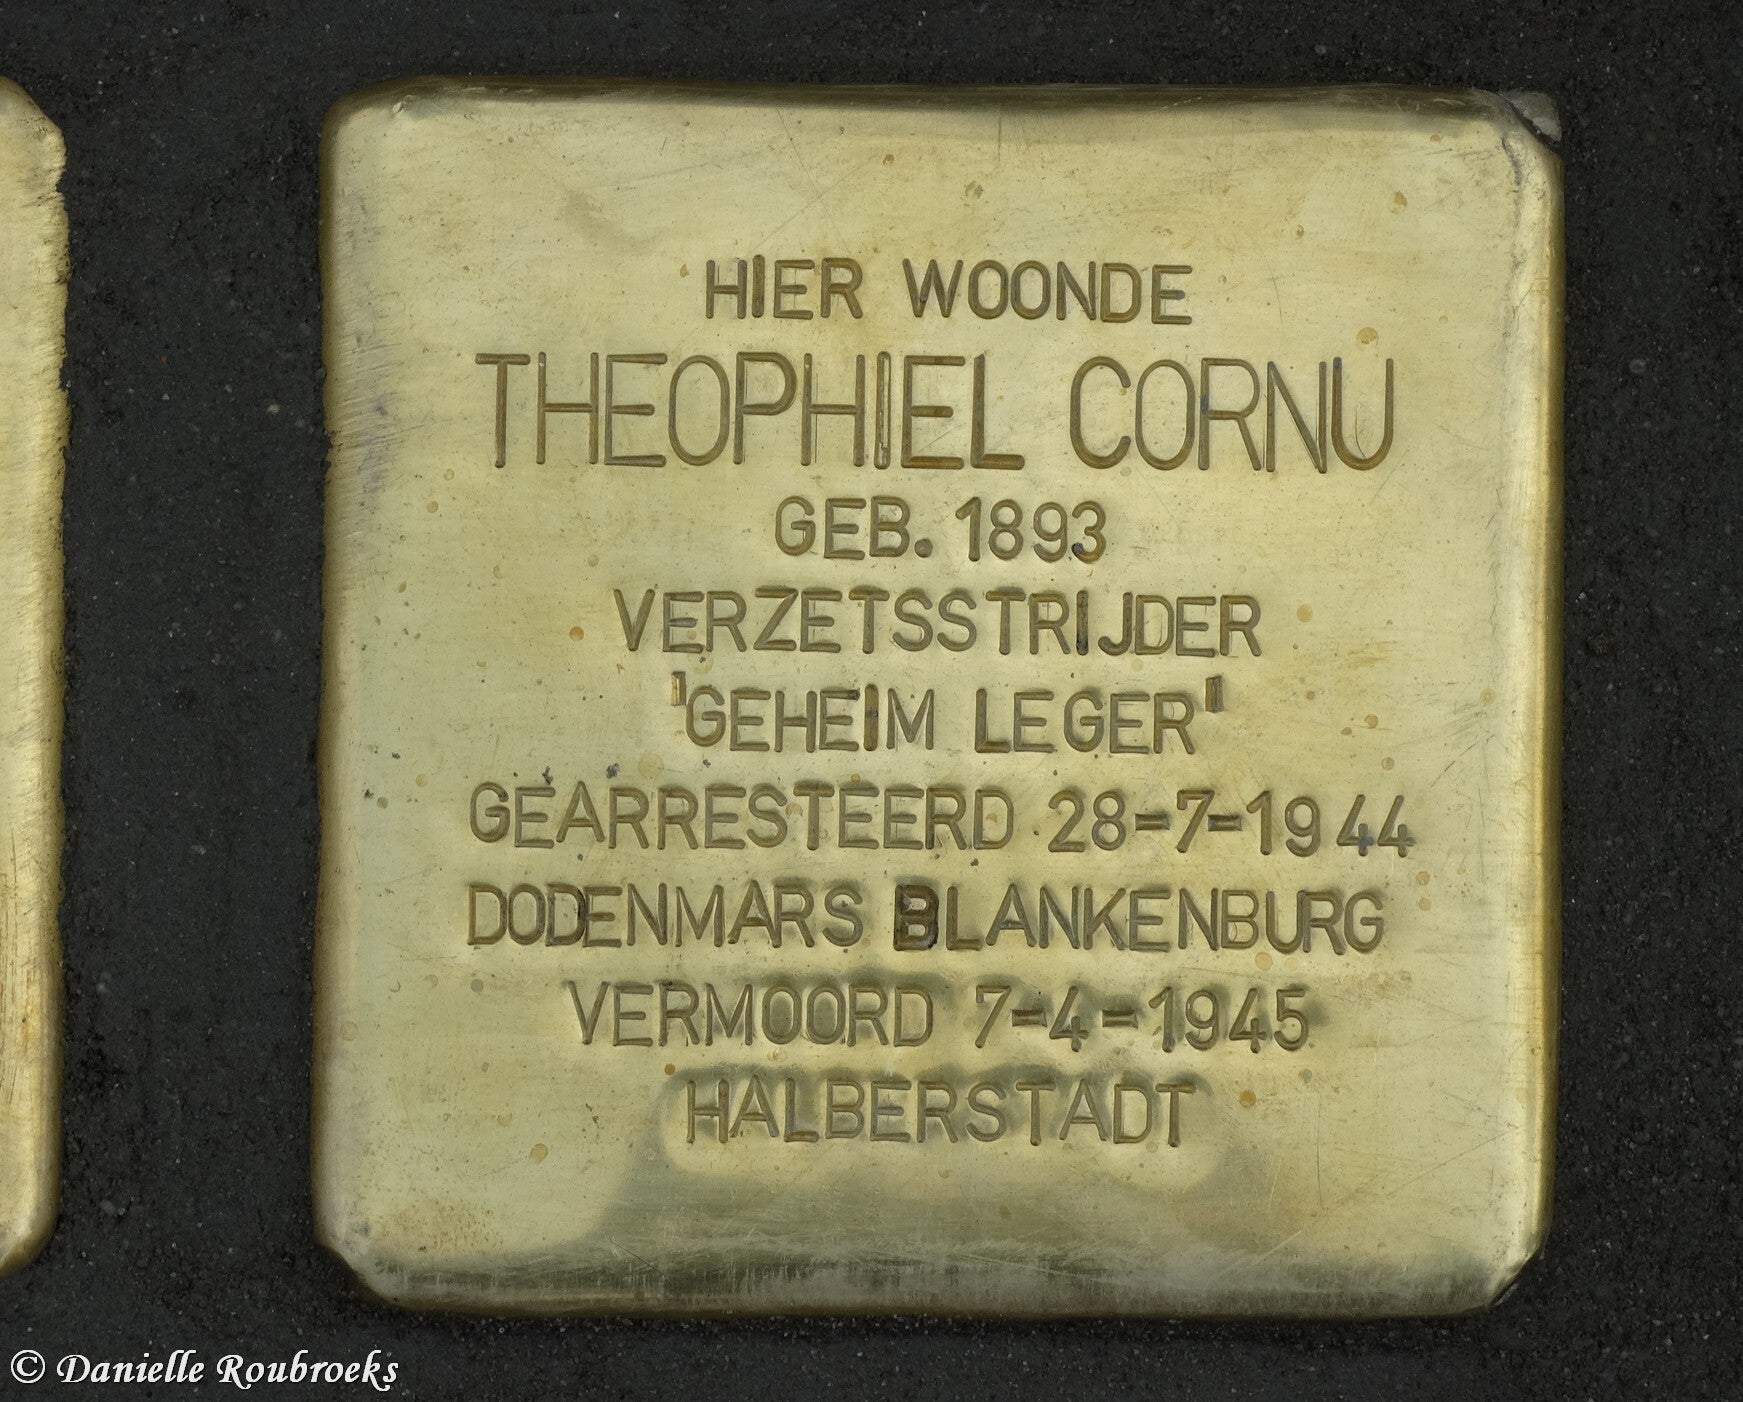 HIER WOONDE
THEOPHIEL CORNU
GEB. 1893
VERZETSSTRIJDER
'GEHEIM LEGER'
GEARRESTEERD 28-7-1944
DODENMARS BLANKENBURG
VERMOORD 7-4-1945
HALBERSTADT
© Danielle Roubroeks